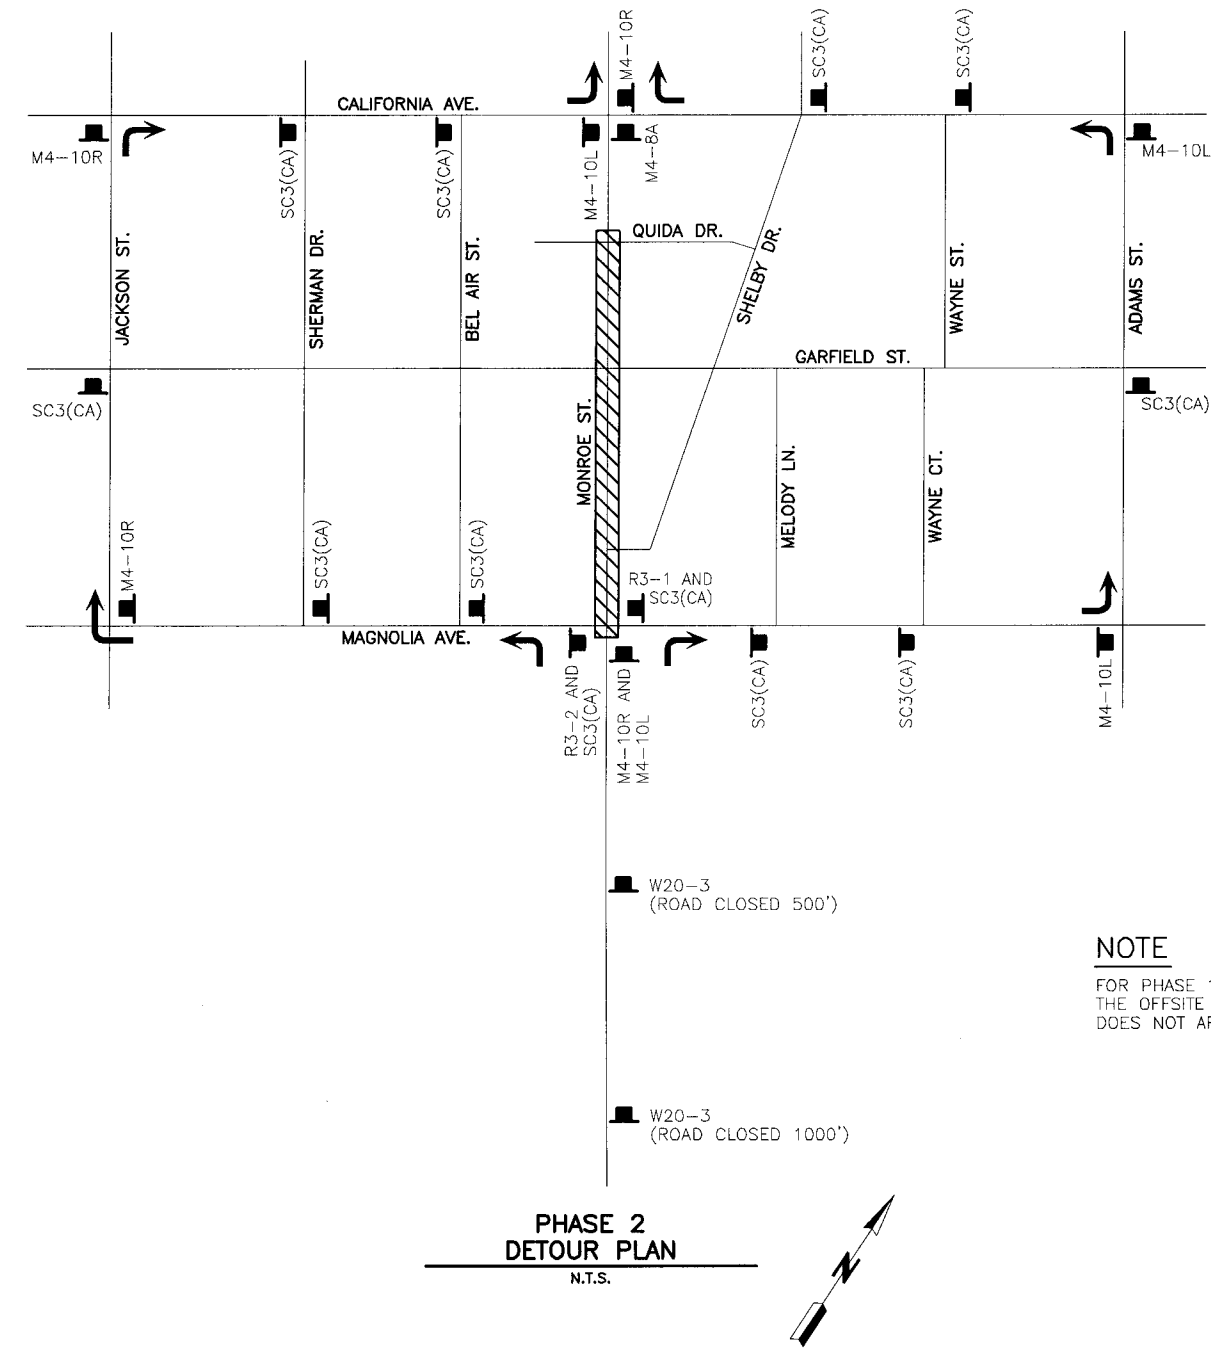 M4-10R
SC3(CA)
SC3(CA)
CALIFORNIA AVE.
M4-10R
SC3(CA)
SC3(CA)
M4-10L
M4-8A
M4-10L
QUIDA DR.
JACKSON ST.
SHERMAN DR.
BEL AIR ST.
SHELBY DR.
WAYNE ST.
ADAMS ST.
GARFIELD ST.
SC3(CA)
SC3(CA)
MONROE ST.
MELODY LN.
WAYNE CT.
M4-10R
SC3(CA)
SC3(CA)
R3-1 AND
SC3(CA)
MAGNOLIA AVE.
R3-2 AND
SC3(CA)
M4-10R AND
M4-10L
SC3(CA)
SC3(CA)
M4-10L
W20-3
(ROAD CLOSED 500')
NOTE
FOR PHASE
THE OFFSITE
DOES NOT
W20-3
(ROAD CLOSED 1000')
PHASE 2
DETOUR PLAN
N.T.S.
N